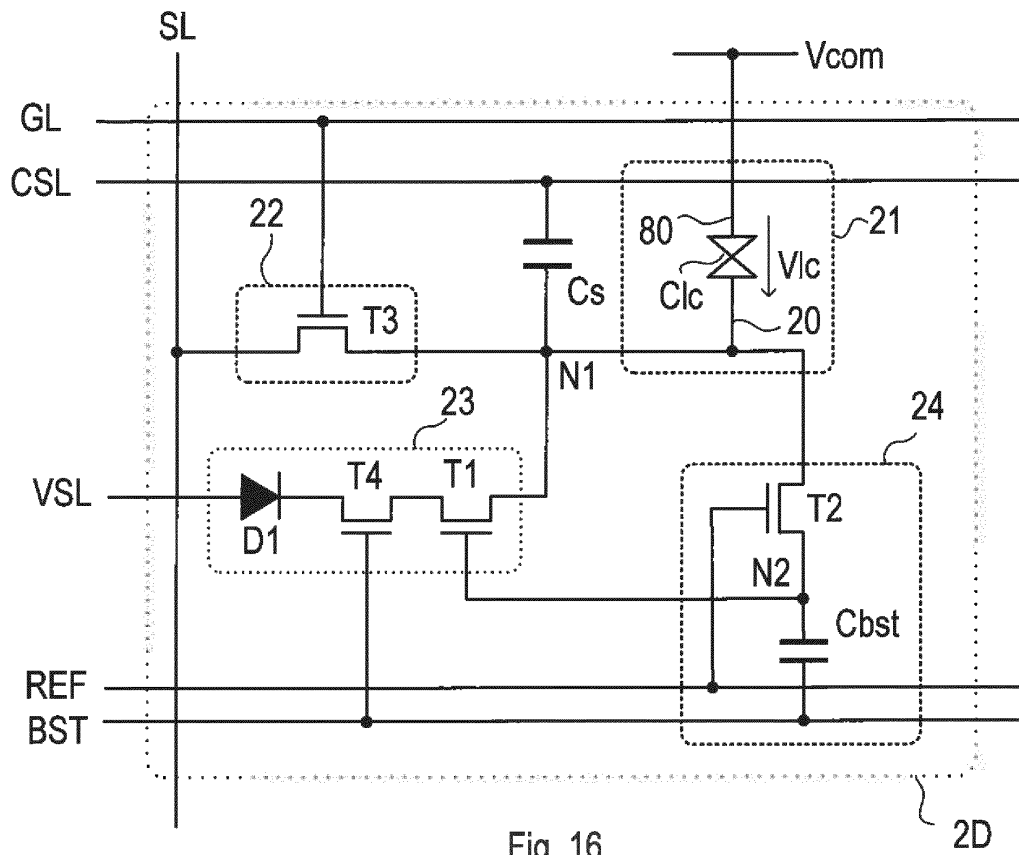 SL
Vcom
GL
CSL
22
80
21
Vlc
Clc
Cs
T3
20
N1
23
24
VSL
T4
T1
D1
T2
N2
Cbst
REF
BST
Fig. 16
2D